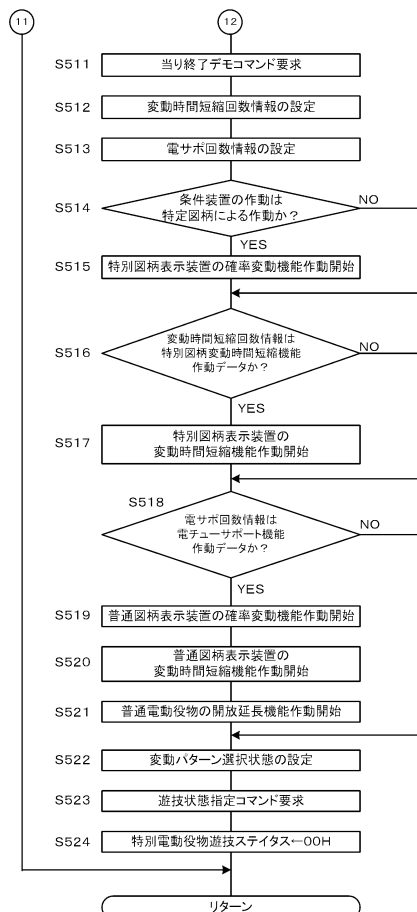 11
12
S511
当り終了デモコマンド要求
S512
変動時間短縮回数情報の設定
S513
電サポ回数情報の設定
S514
条件装置の作動は
特定図柄による作動か？
NO
YES
S515
特別図柄表示装置の確率変動機能作動開始
S516
変動時間短縮回数情報は
特別図柄変動時間短縮機能
作動データか？
NO
YES
S517
特別図柄表示装置の
変動時間短縮機能作動開始
S518
電サポ回数情報は
電チューサポート機能
作動データか？
NO
YES
S519
普通図柄表示装置の確率変動機能作動開始
S520
普通図柄表示装置の
変動時間短縮機能作動開始
S521
普通電動役物の開放延長機能作動開始
S522
変動パターン選択状態の設定
S523
遊技状態指定コマンド要求
S524
特別電動役物遊技ステイタス←00H
リターン